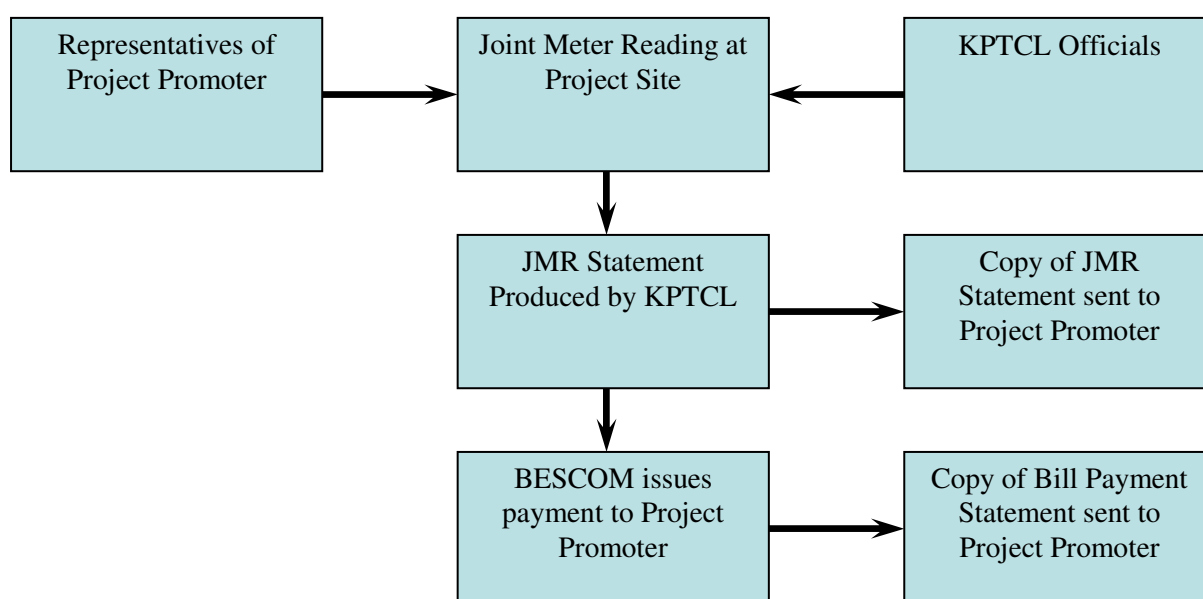 Representatives of
Project Promoter
Joint Meter Reading at
Project Site
KPTCL Officials
JMR Statement
Produced by KPTCL
Copy of JMR
Statement sent to
Project Promoter
BESCOM issues
payment to Project
Promoter
Copy of Bill Payment
Statement sent to
Project Promoter